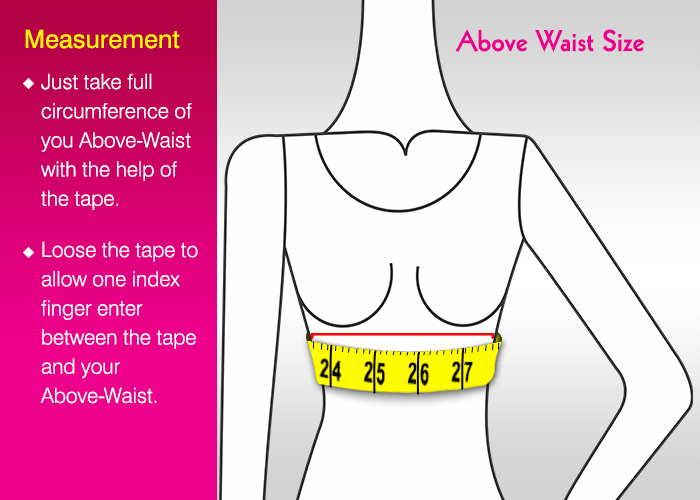 Measurement
Just take full
circumference of
you Above-Waist
with the help of
the tape.
Loose the tape to
allow one index
finger enter
between the tape
and your
Above-Waist.
Above Waist Size
24 25 26 27